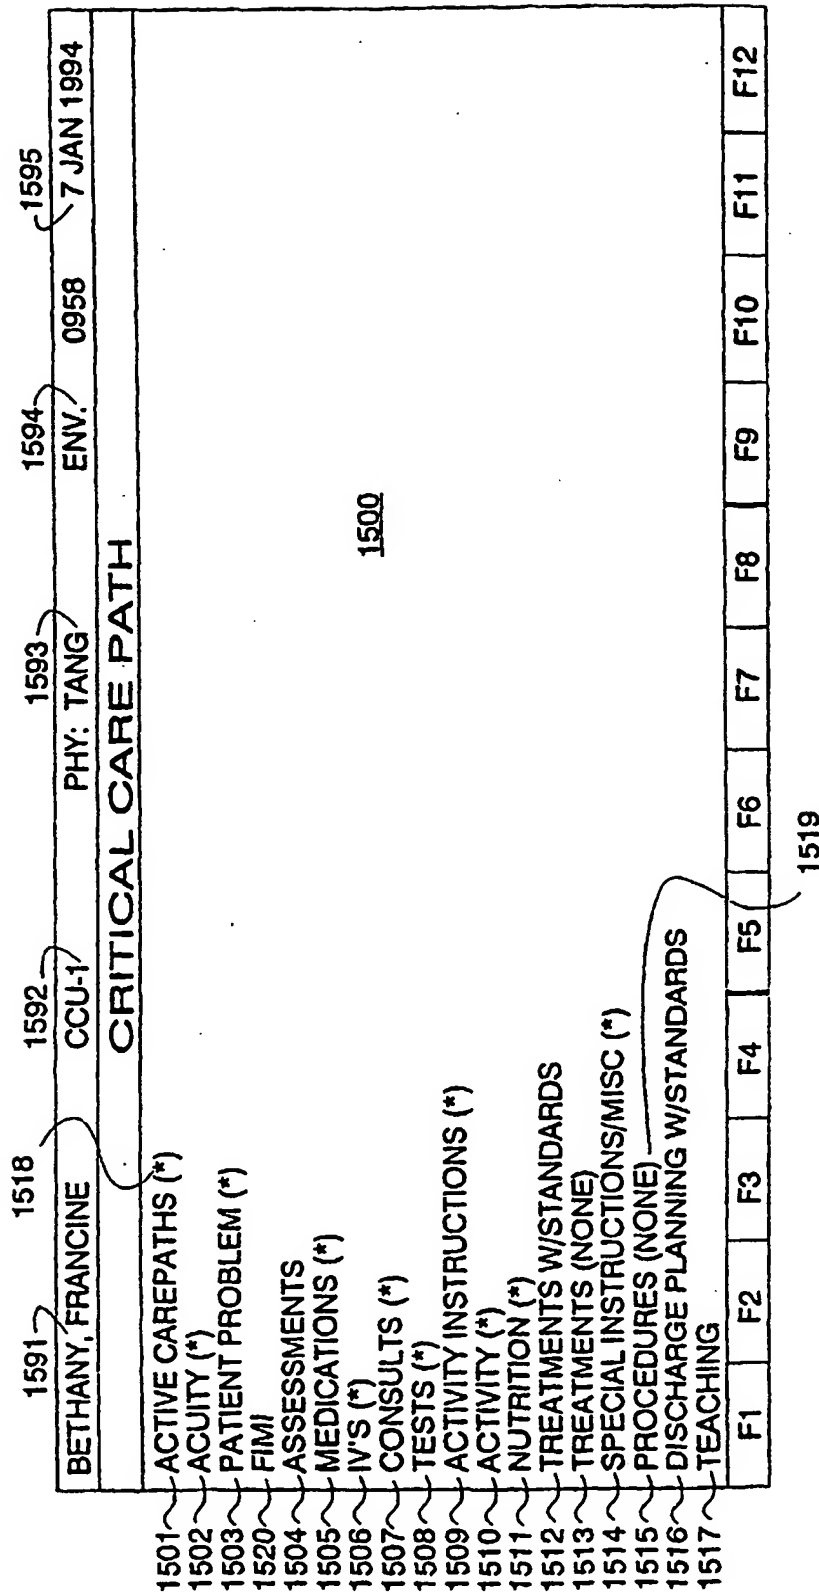 1591 1518 1592 1593 1594 1595
BETHANY, FRANCINE CCU-1 PHY: TANG ENV. 0958 7 JAN 1994
CRITICAL CARE PATH
1501 ACTIVE CAREPATHS (*)
1502 ACUITY (*)
1503 PATIENT PROBLEM (*)
1520 FIMI
1504 ASSESSMENTS
1505 MEDICATIONS (*)
1506 IV'S (*)
1507 CONSULTS (*)
1508 TESTS (*)
1509 ACTIVITY INSTRUCTIONS (*)
1510 ACTIVITY (*)
1511 NUTRITION (*)
1512 TREATMENTS W/STANDARDS
1513 TREATMENTS (NONE)
1514 SPECIAL INSTRUCTIONS/MISC (*)
1515 PROCEDURES (NONE)
1516 DISCHARGE PLANNING W/STANDARDS
1517 TEACHING
1500
F1 F2 F3 F4 F5 F6 F7 F8 F9 F10 F11 F12
1519